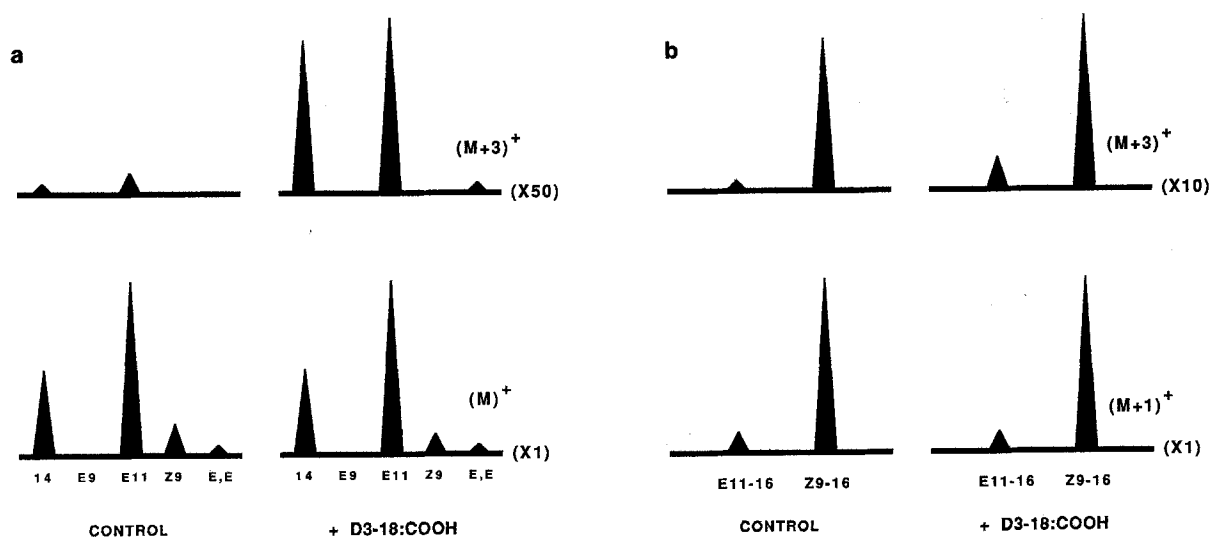 a
(M+3)+
(X50)
(M)+
(X1)
14 E9 E11 Z9 E,E
14 E9 E11 Z9 E,E
CONTROL
+ D3-18:COOH
b
(M+3)+
(X10)
(M+1)+
(X1)
E11-16 Z9-16
E11-16 Z9-16
CONTROL
+ D3-18:COOH